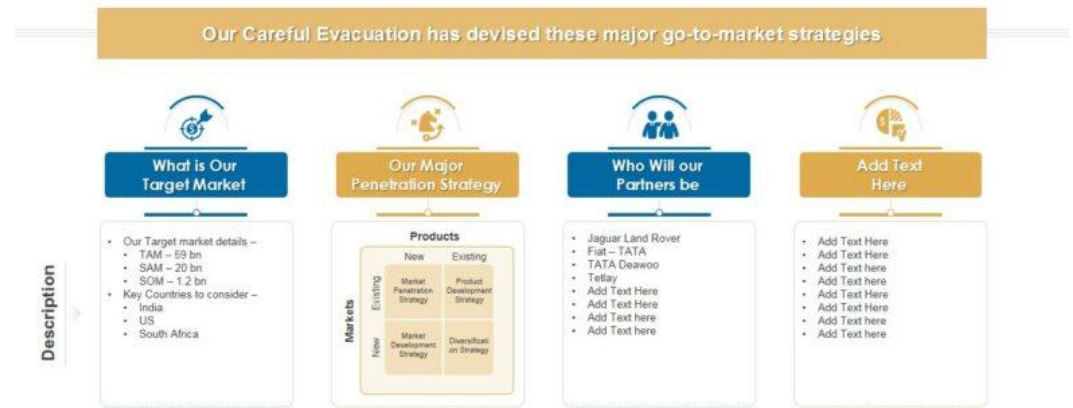 Our Careful Evacuation has devised these major go-to-market strategies
What is Our
Target Market
Our Major
Penetration Strategy
Who Will our
Partners be
Add Text
Here
Description
• Our Target market details –
• TAM – 59 bn
• SAM – 20 bn
• SOM – 1.2 bn
• Key Countries to consider –
• India
• US
• South Africa
Products
New Existing
Markets
Existing
New
Market
Penetration
Strategy
Product
Development
Strategy
Market
Development
Strategy
Diversificati
on Strategy
• Jaguar Land Rover
• Fiat – TATA
• TATA Deawoo
• Tetlay
• Add Text Here
• Add Text Here
• Add Text here
• Add Text here
• Add Text Here
• Add Text Here
• Add Text here
• Add Text here
• Add Text Here
• Add Text Here
• Add Text here
• Add Text here